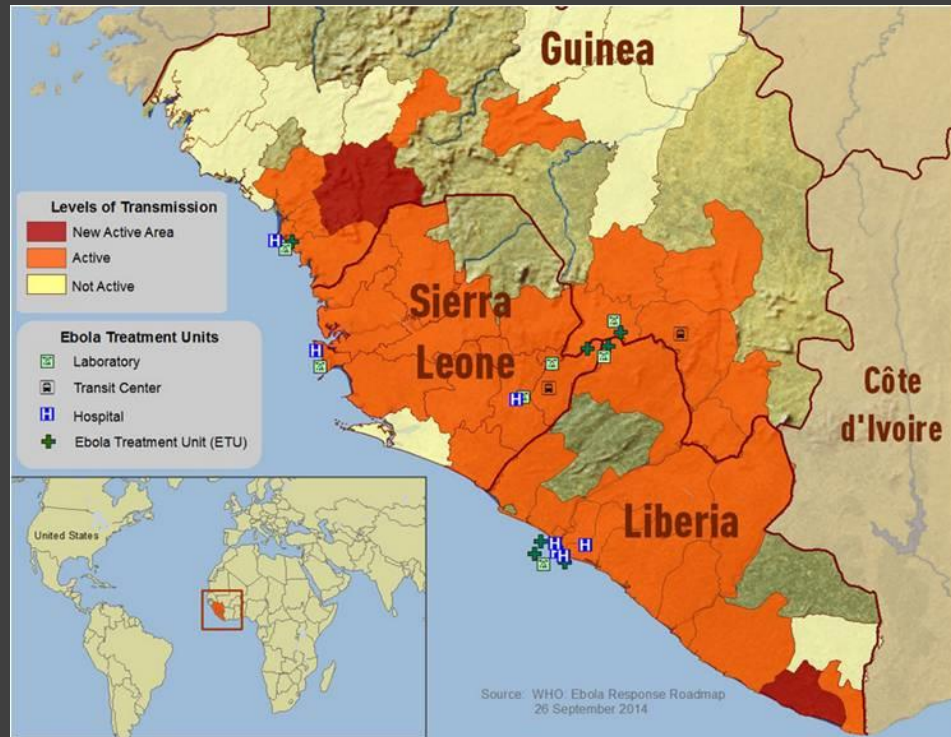 Guinea
Levels of Transmission
New Active Area
Active
Not Active
Ebola Treatment Units
Laboratory
Transit Center
H Hospital
Ebola Treatment Unit (ETU)
H
Sierra
Leone
H
H
Côte
d'Ivoire
Liberia
H
H
H
United States
Source: WHO: Ebola Response Roadmap
26 September 2014